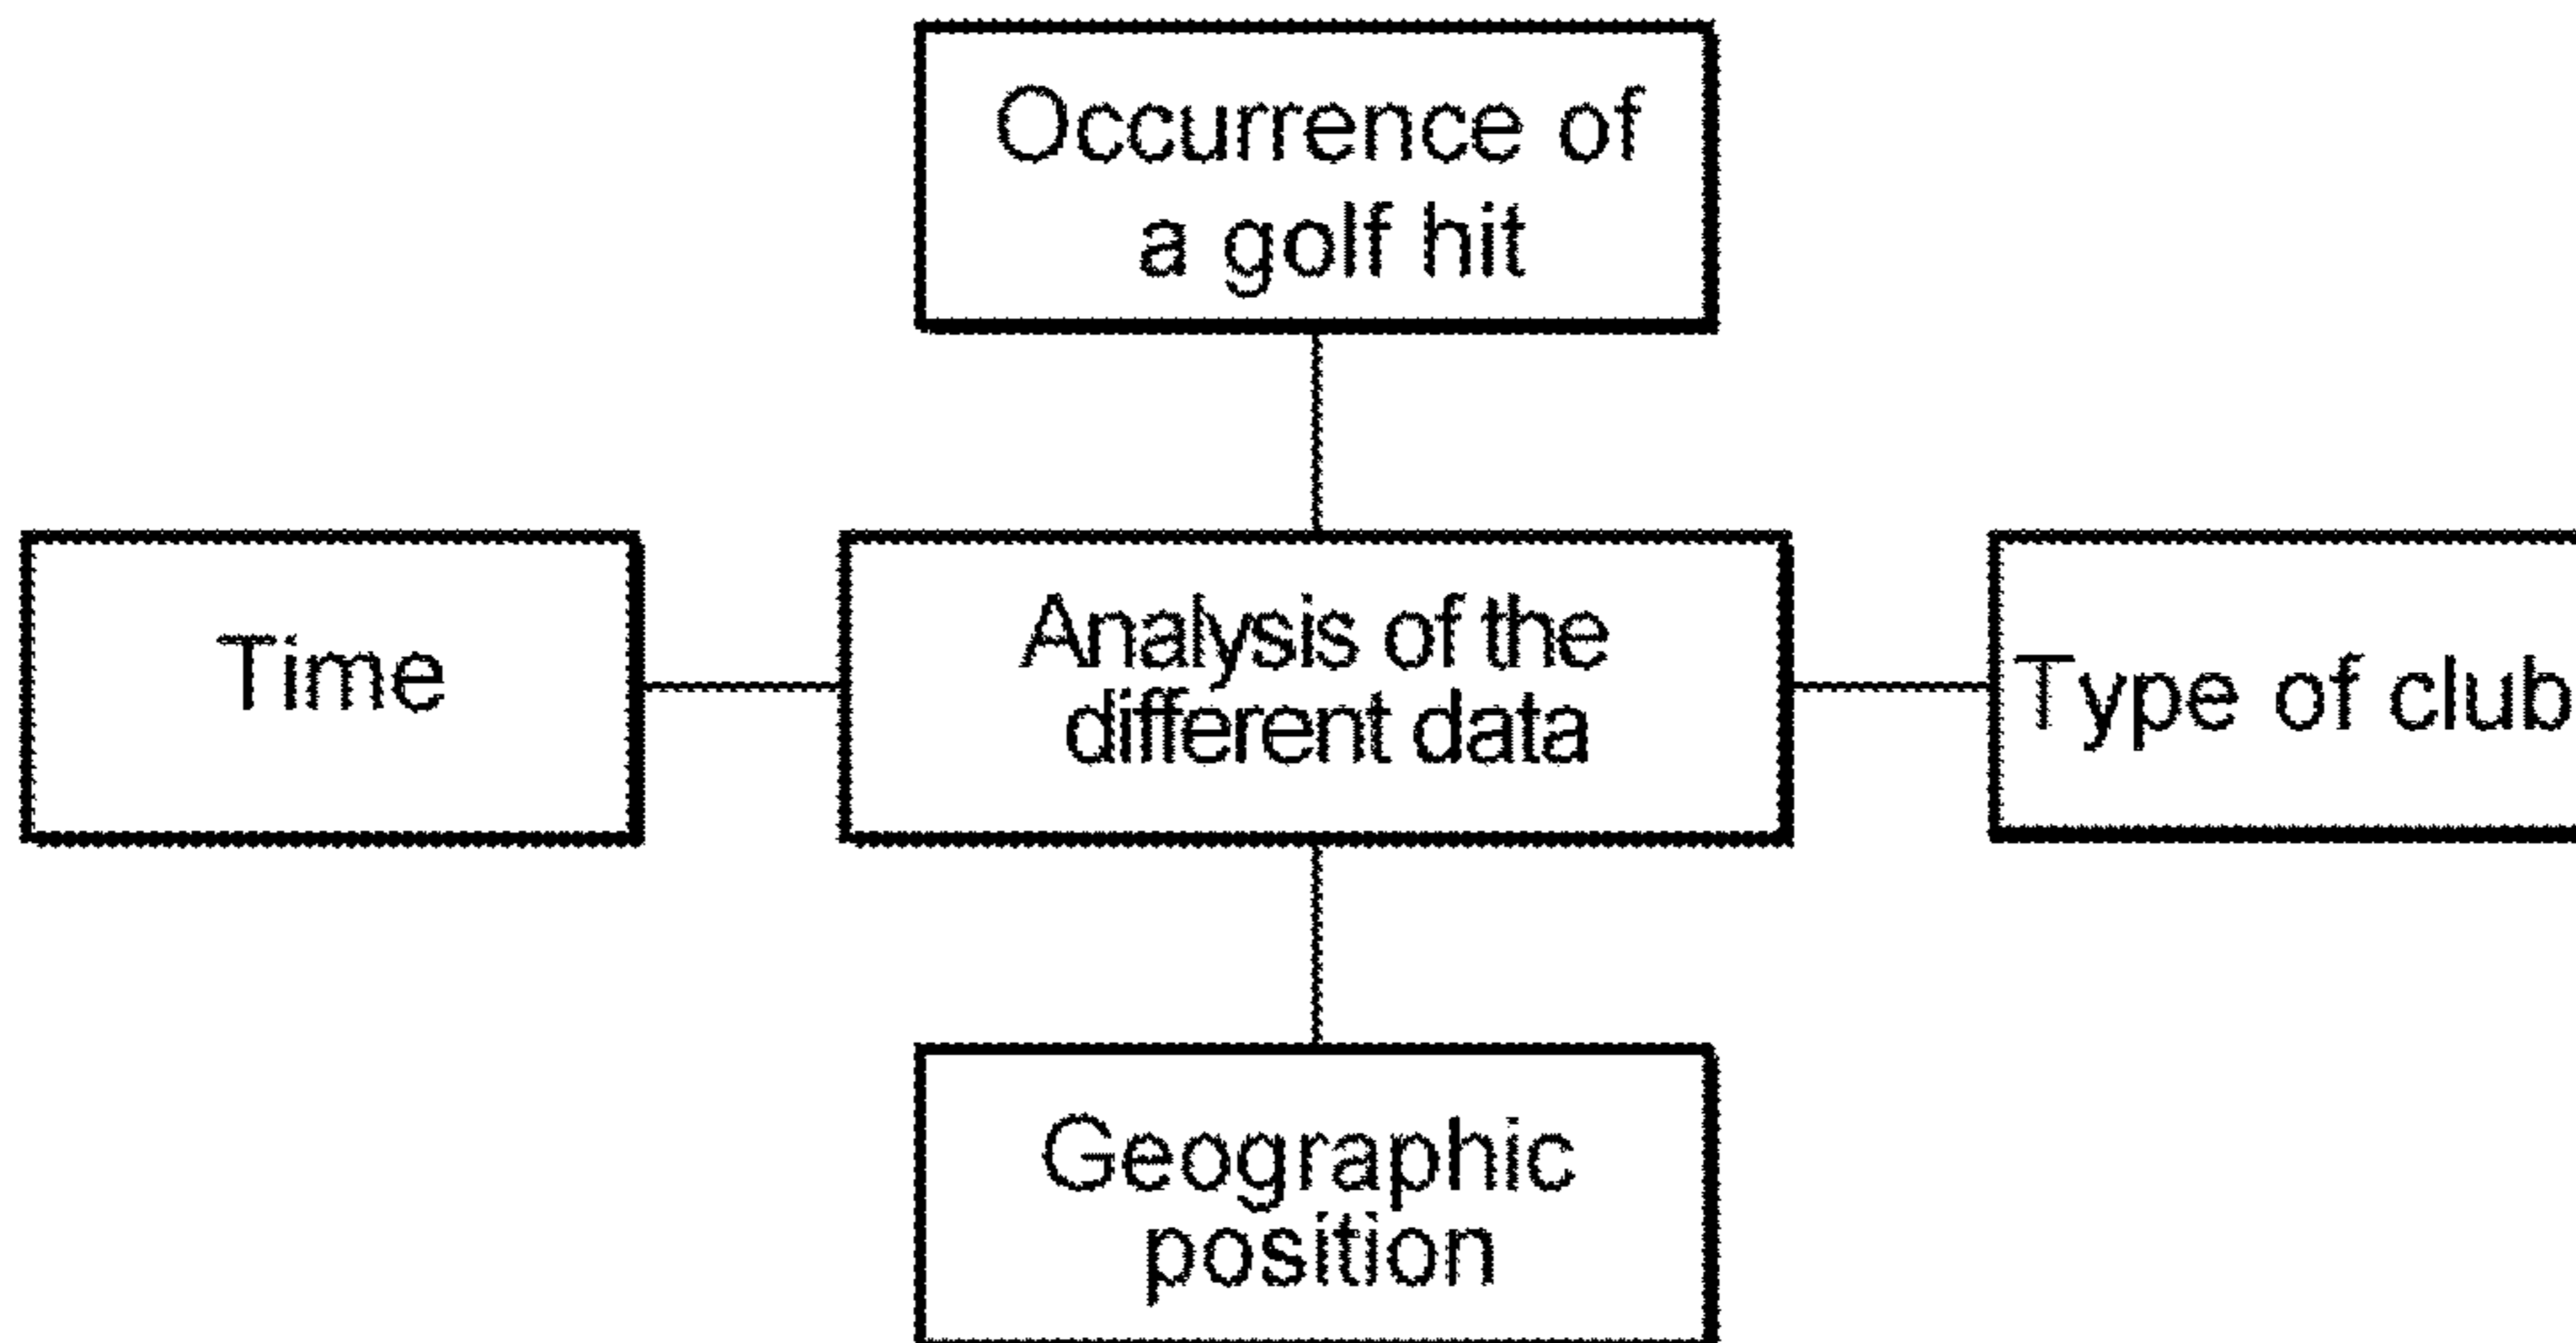 Occurrence of
a golf hit
Time
Analysis of the
different data
Type of club
Geographic
position